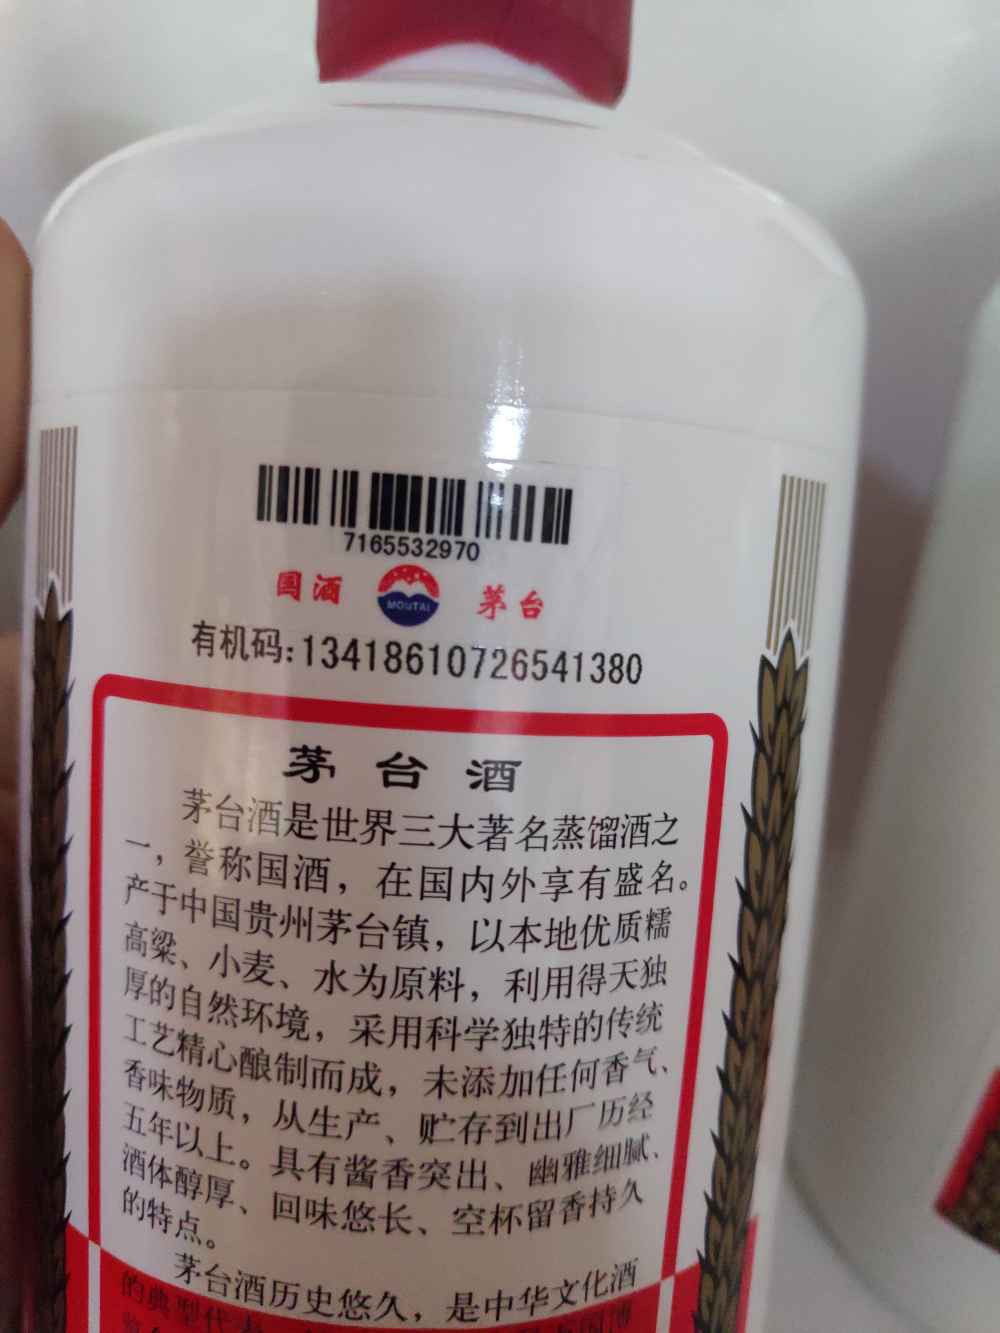 7165532970
国酒 MOUTAI 茅台
有机码:13418610726541380
茅台酒
茅台酒是世界三大著名蒸馏酒之
一，誉称国酒，在国内外享有盛名。
产于中国贵州茅台镇，以本地优质糯
高粱、小麦、水为原料，利用得天独
厚的自然环境，采用科学独特的传统
工艺精心酿制而成，未添加任何香气、
香味物质，从生产、贮存到出厂历经
五年以上。具有酱香突出、幽雅细腻、
酒体醇厚、回味悠长、空杯留香持久
的特点。
茅台酒历史悠久，是中华文化酒
的典型代表